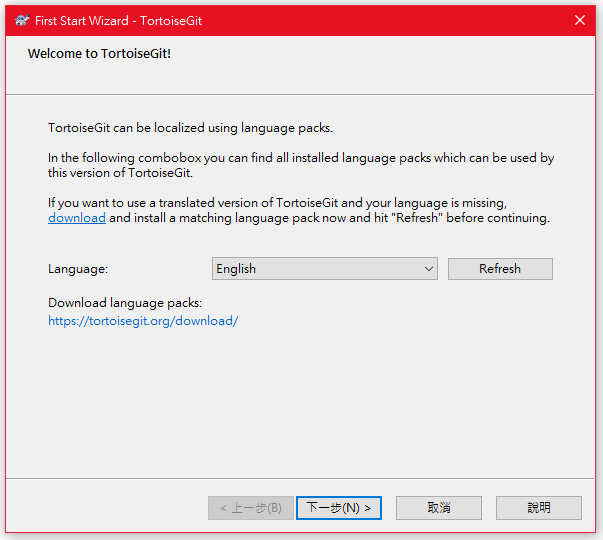 First Start Wizard - TortoiseGit
Welcome to TortoiseGit!
TortoiseGit can be localized using language packs.
In the following combobox you can find all installed language packs which can be used by
this version of TortoiseGit.
If you want to use a translated version of TortoiseGit and your language is missing,
download and install a matching language pack now and hit "Refresh" before continuing.
Language: English Refresh
Download language packs:
https://tortoisegit.org/download/
< 上一步(B) 下一步(N) > 取消 說明